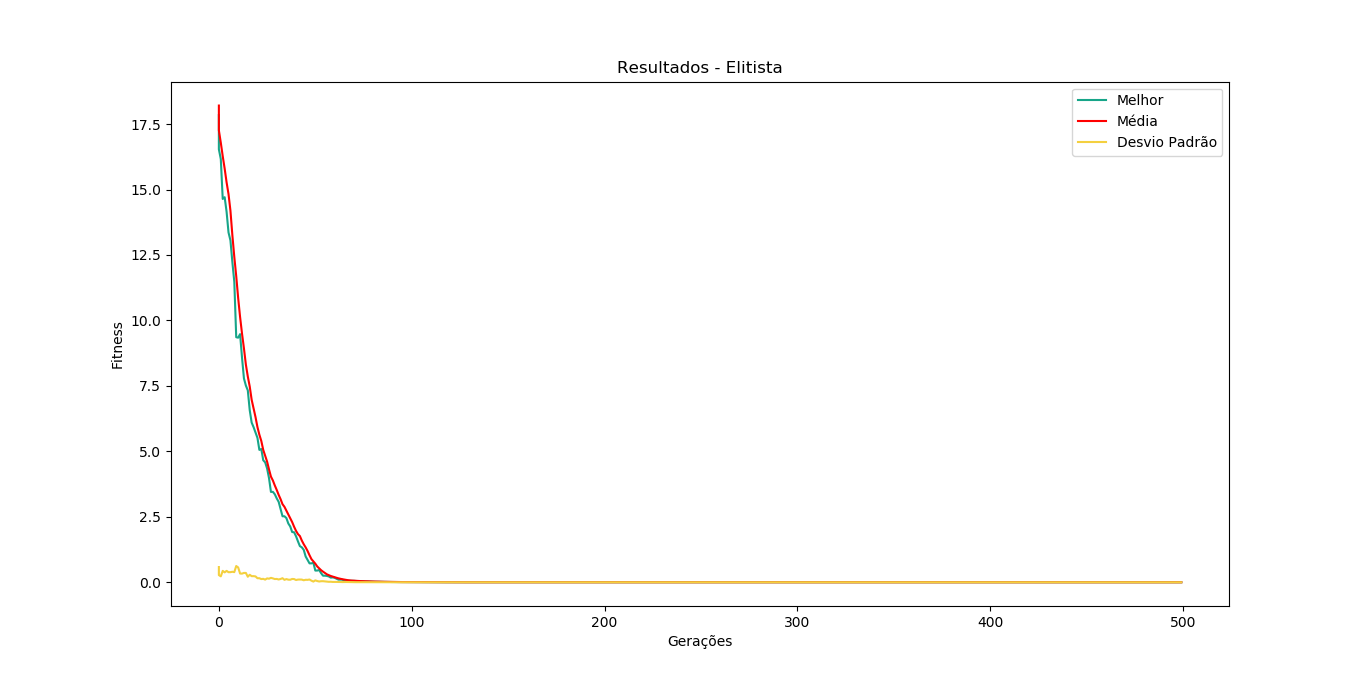 Resultados - Elitista
Melhor
Média
Desvio Padrão
Fitness
17.5
15.0
12.5
10.0
7.5
5.0
2.5
0.0
0 100 200 300 400 500
Gerações